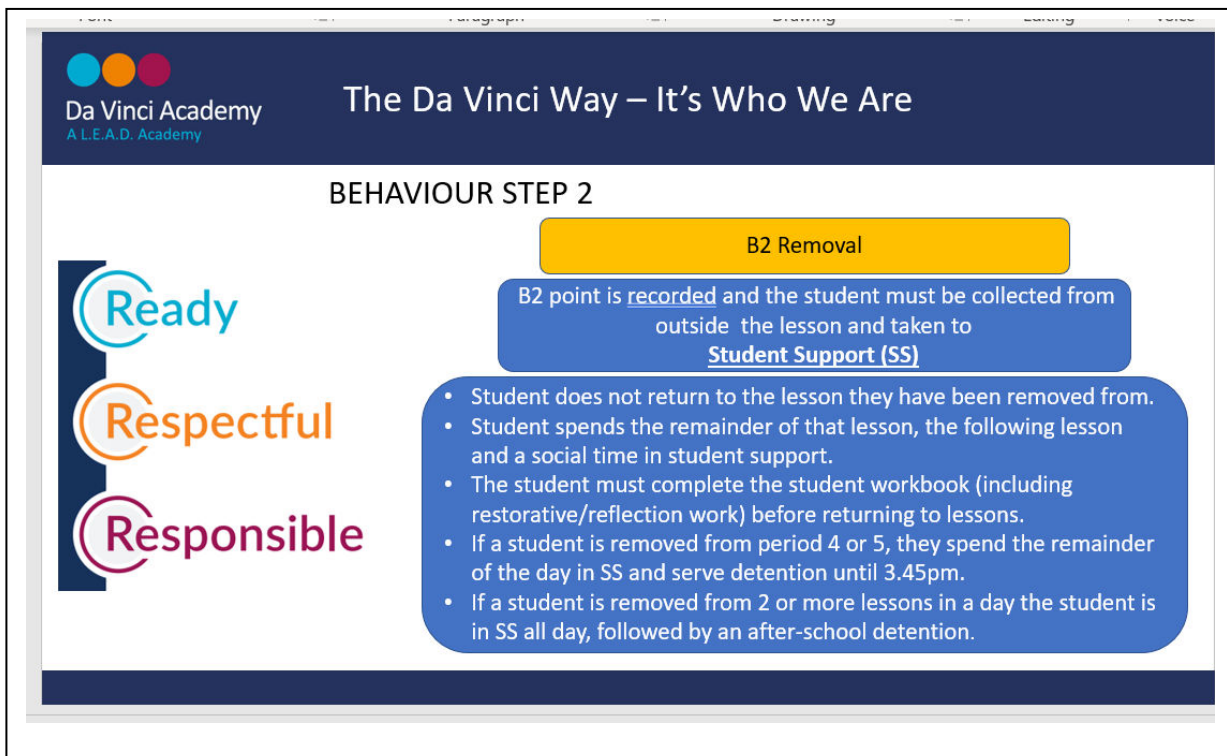 Da Vinci Academy
A L.E.A.D. Academy
The Da Vinci Way – It's Who We Are
BEHAVIOUR STEP 2
Ready
Respectful
Responsible
B2 Removal
B2 point is recorded and the student must be collected from
outside the lesson and taken to
Student Support (SS)
• Student does not return to the lesson they have been removed from.
• Student spends the remainder of that lesson, the following lesson
and a social time in student support.
• The student must complete the student workbook (including
restorative/reflection work) before returning to lessons.
• If a student is removed from period 4 or 5, they spend the remainder
of the day in SS and serve detention until 3.45pm.
• If a student is removed from 2 or more lessons in a day the student is
in SS all day, followed by an after-school detention.